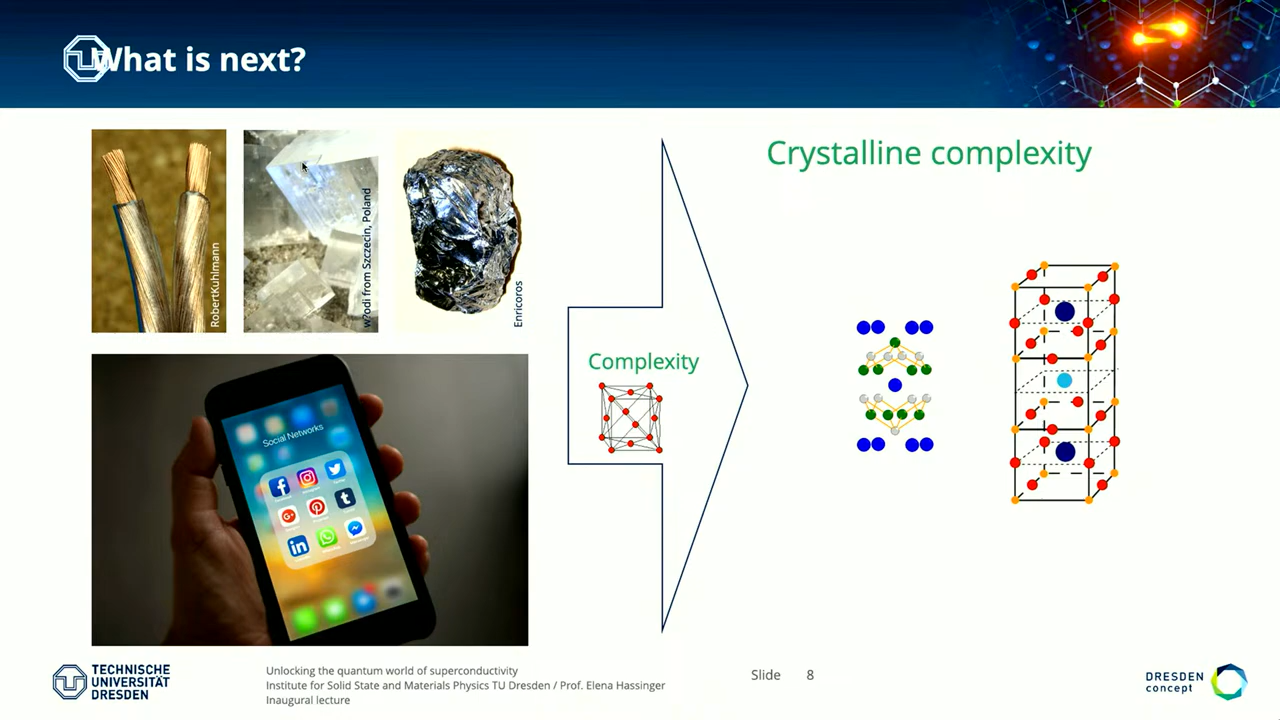 What is next?
RobertKuhlmann
w?odi from Szczecin, Poland
Enricoros
Social Networks
Complexity
Crystalline complexity
TECHNISCHE
UNIVERSITÄT
DRESDEN
Unlocking the quantum world of superconductivity
Institute for Solid State and Materials Physics TU Dresden / Prof. Elena Hassinger
Inaugural lecture
Slide 8
DRESDEN
concept